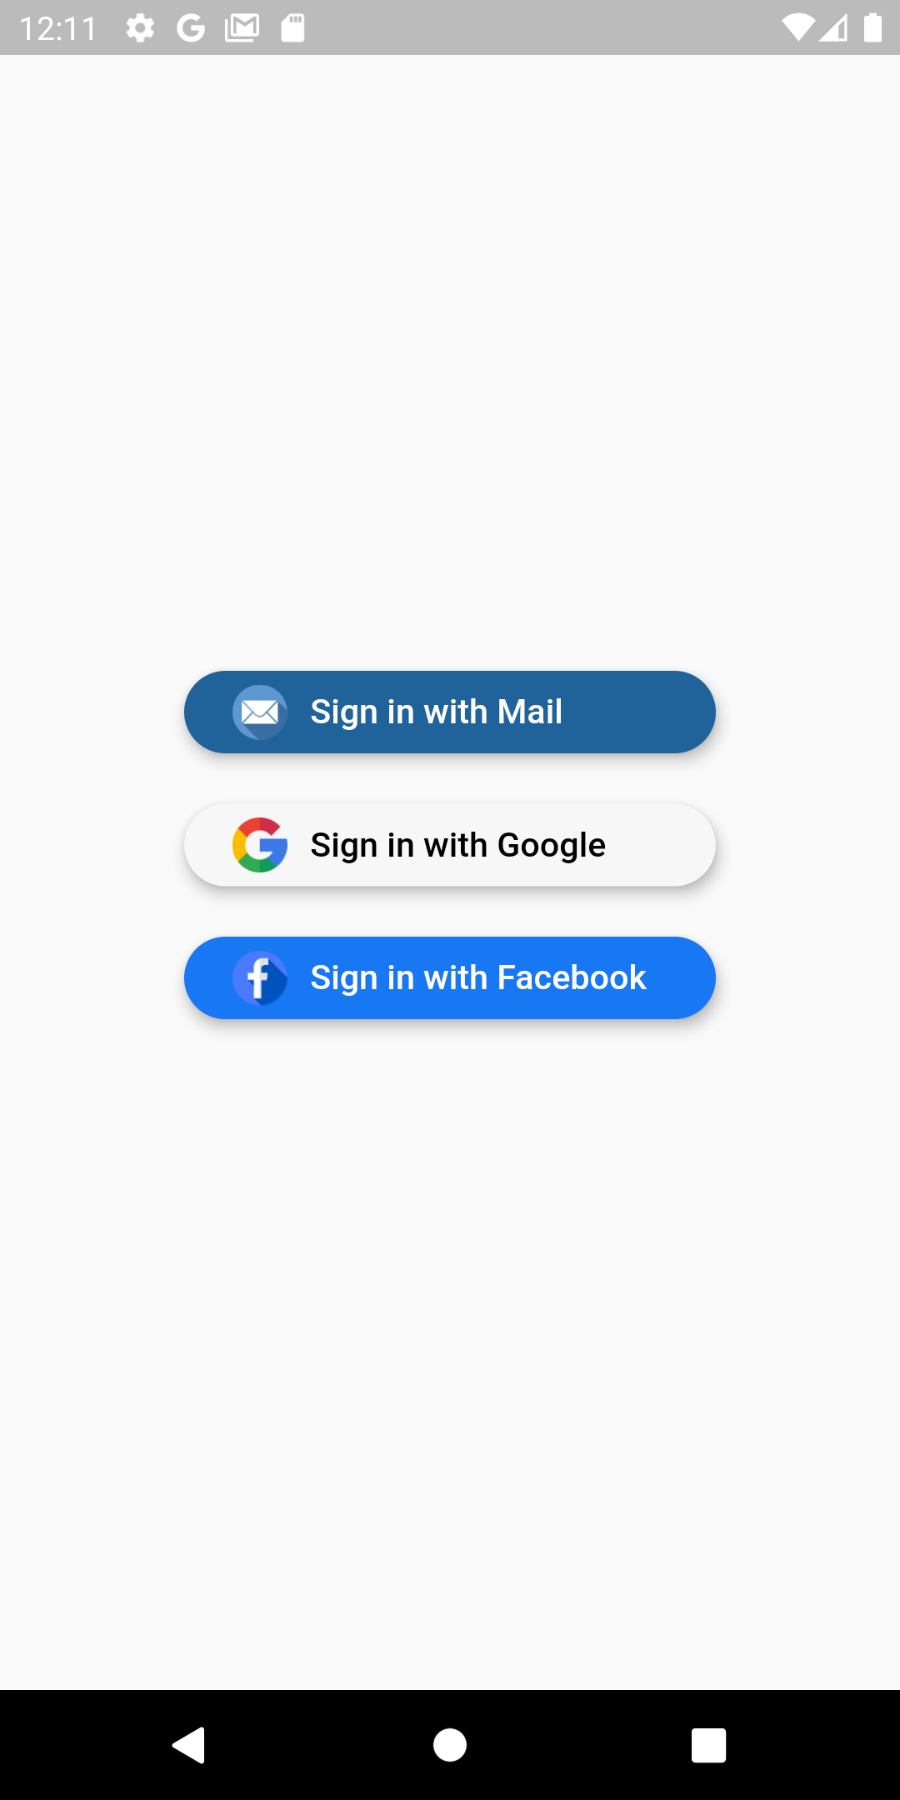 12:11
Sign in with Mail
Sign in with Google
Sign in with Facebook